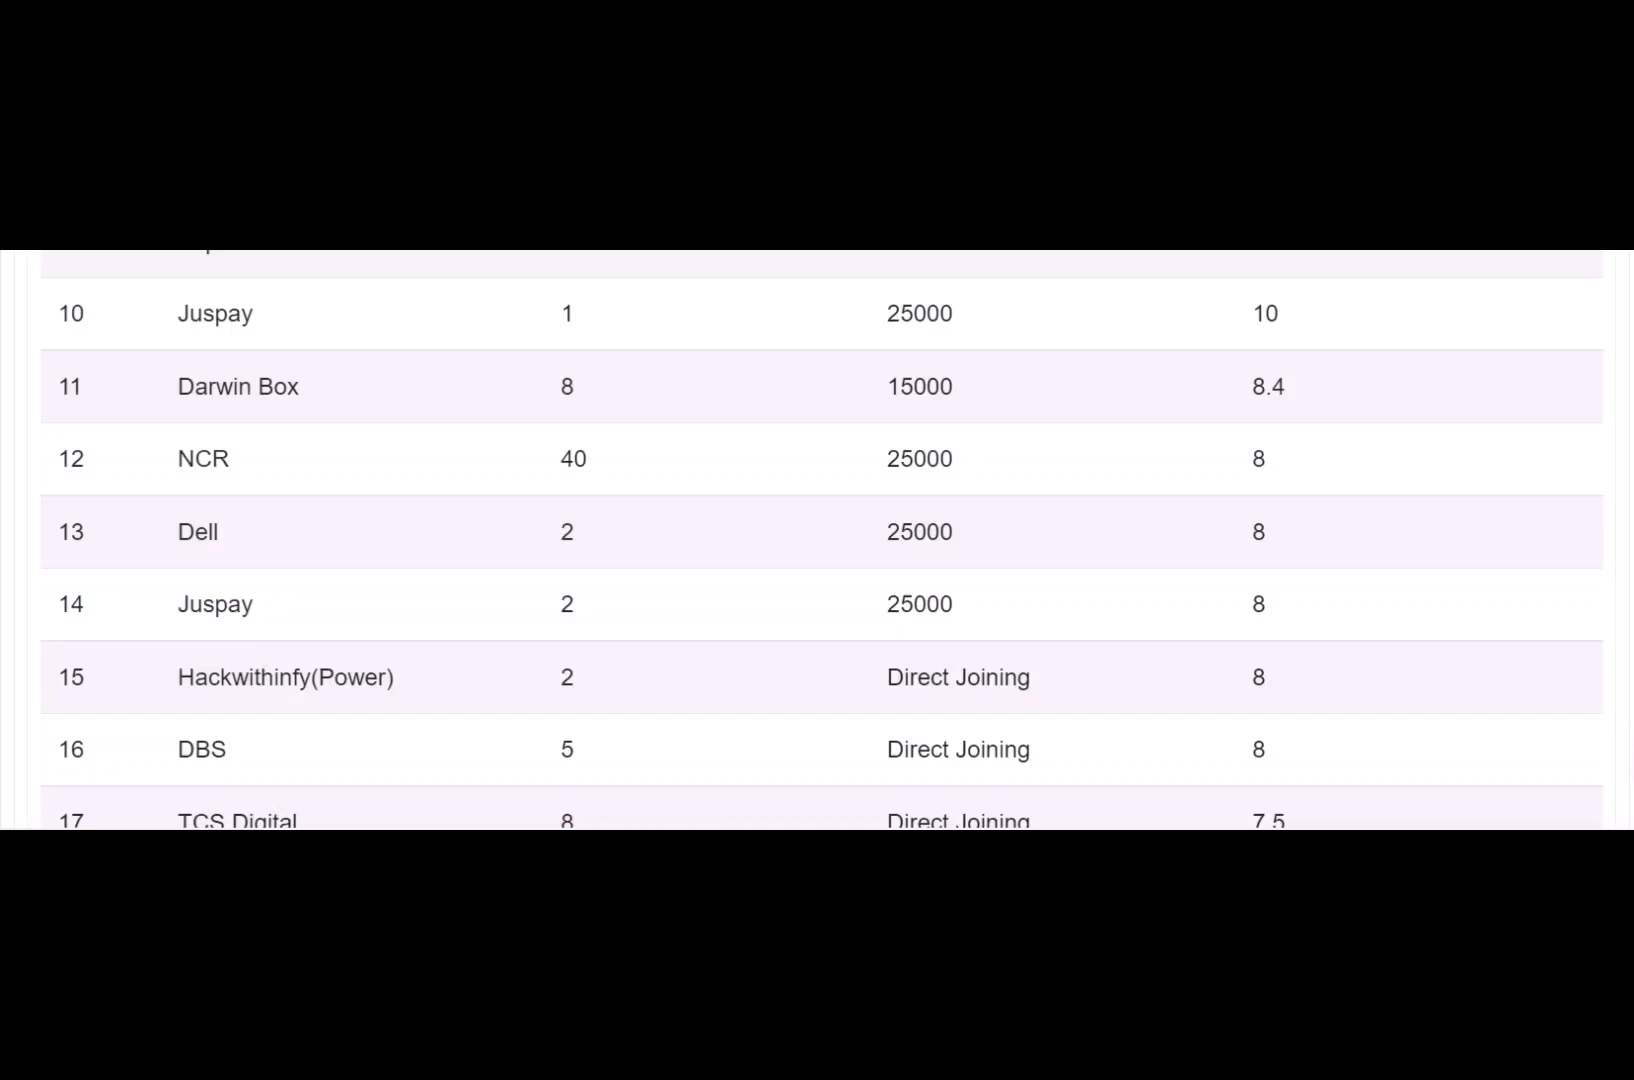 10 Juspay 1 25000 10
11 Darwin Box 8 15000 8.4
12 NCR 40 25000 8
13 Dell 2 25000 8
14 Juspay 2 25000 8
15 Hackwithinfy(Power) 2 Direct Joining 8
16 DBS 5 Direct Joining 8
17 TCS Digital 8 Direct Joining 7.5